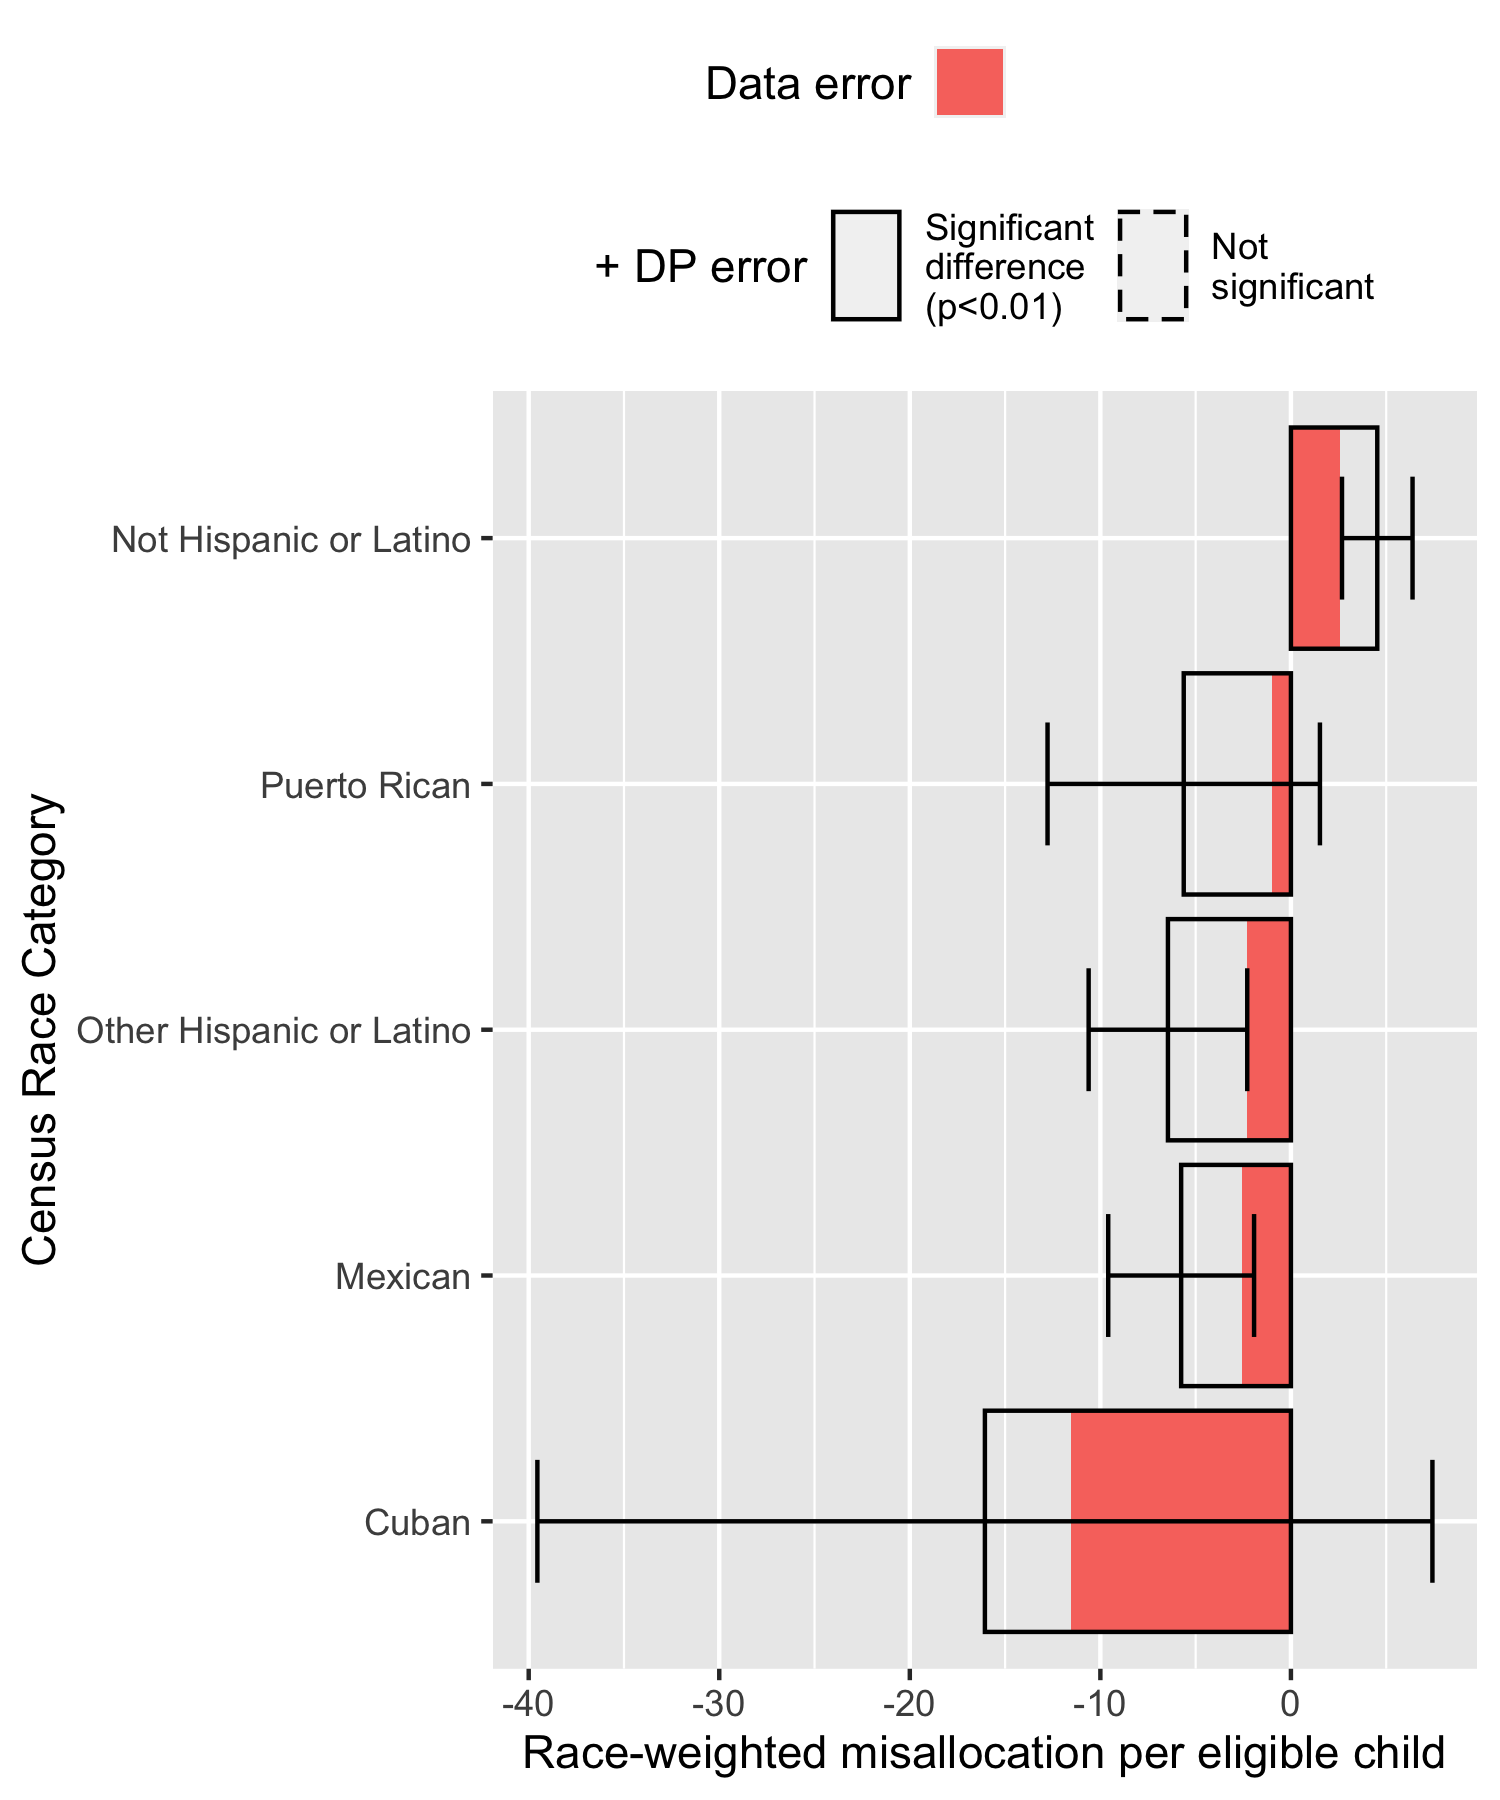 Data error
+ DP error
Significant
difference
(p<0.01)
Not
significant
Census Race Category
Not Hispanic or Latino
Puerto Rican
Other Hispanic or Latino
Mexican
Cuban
-40 -30 -20 -10 0
Race-weighted misallocation per eligible child